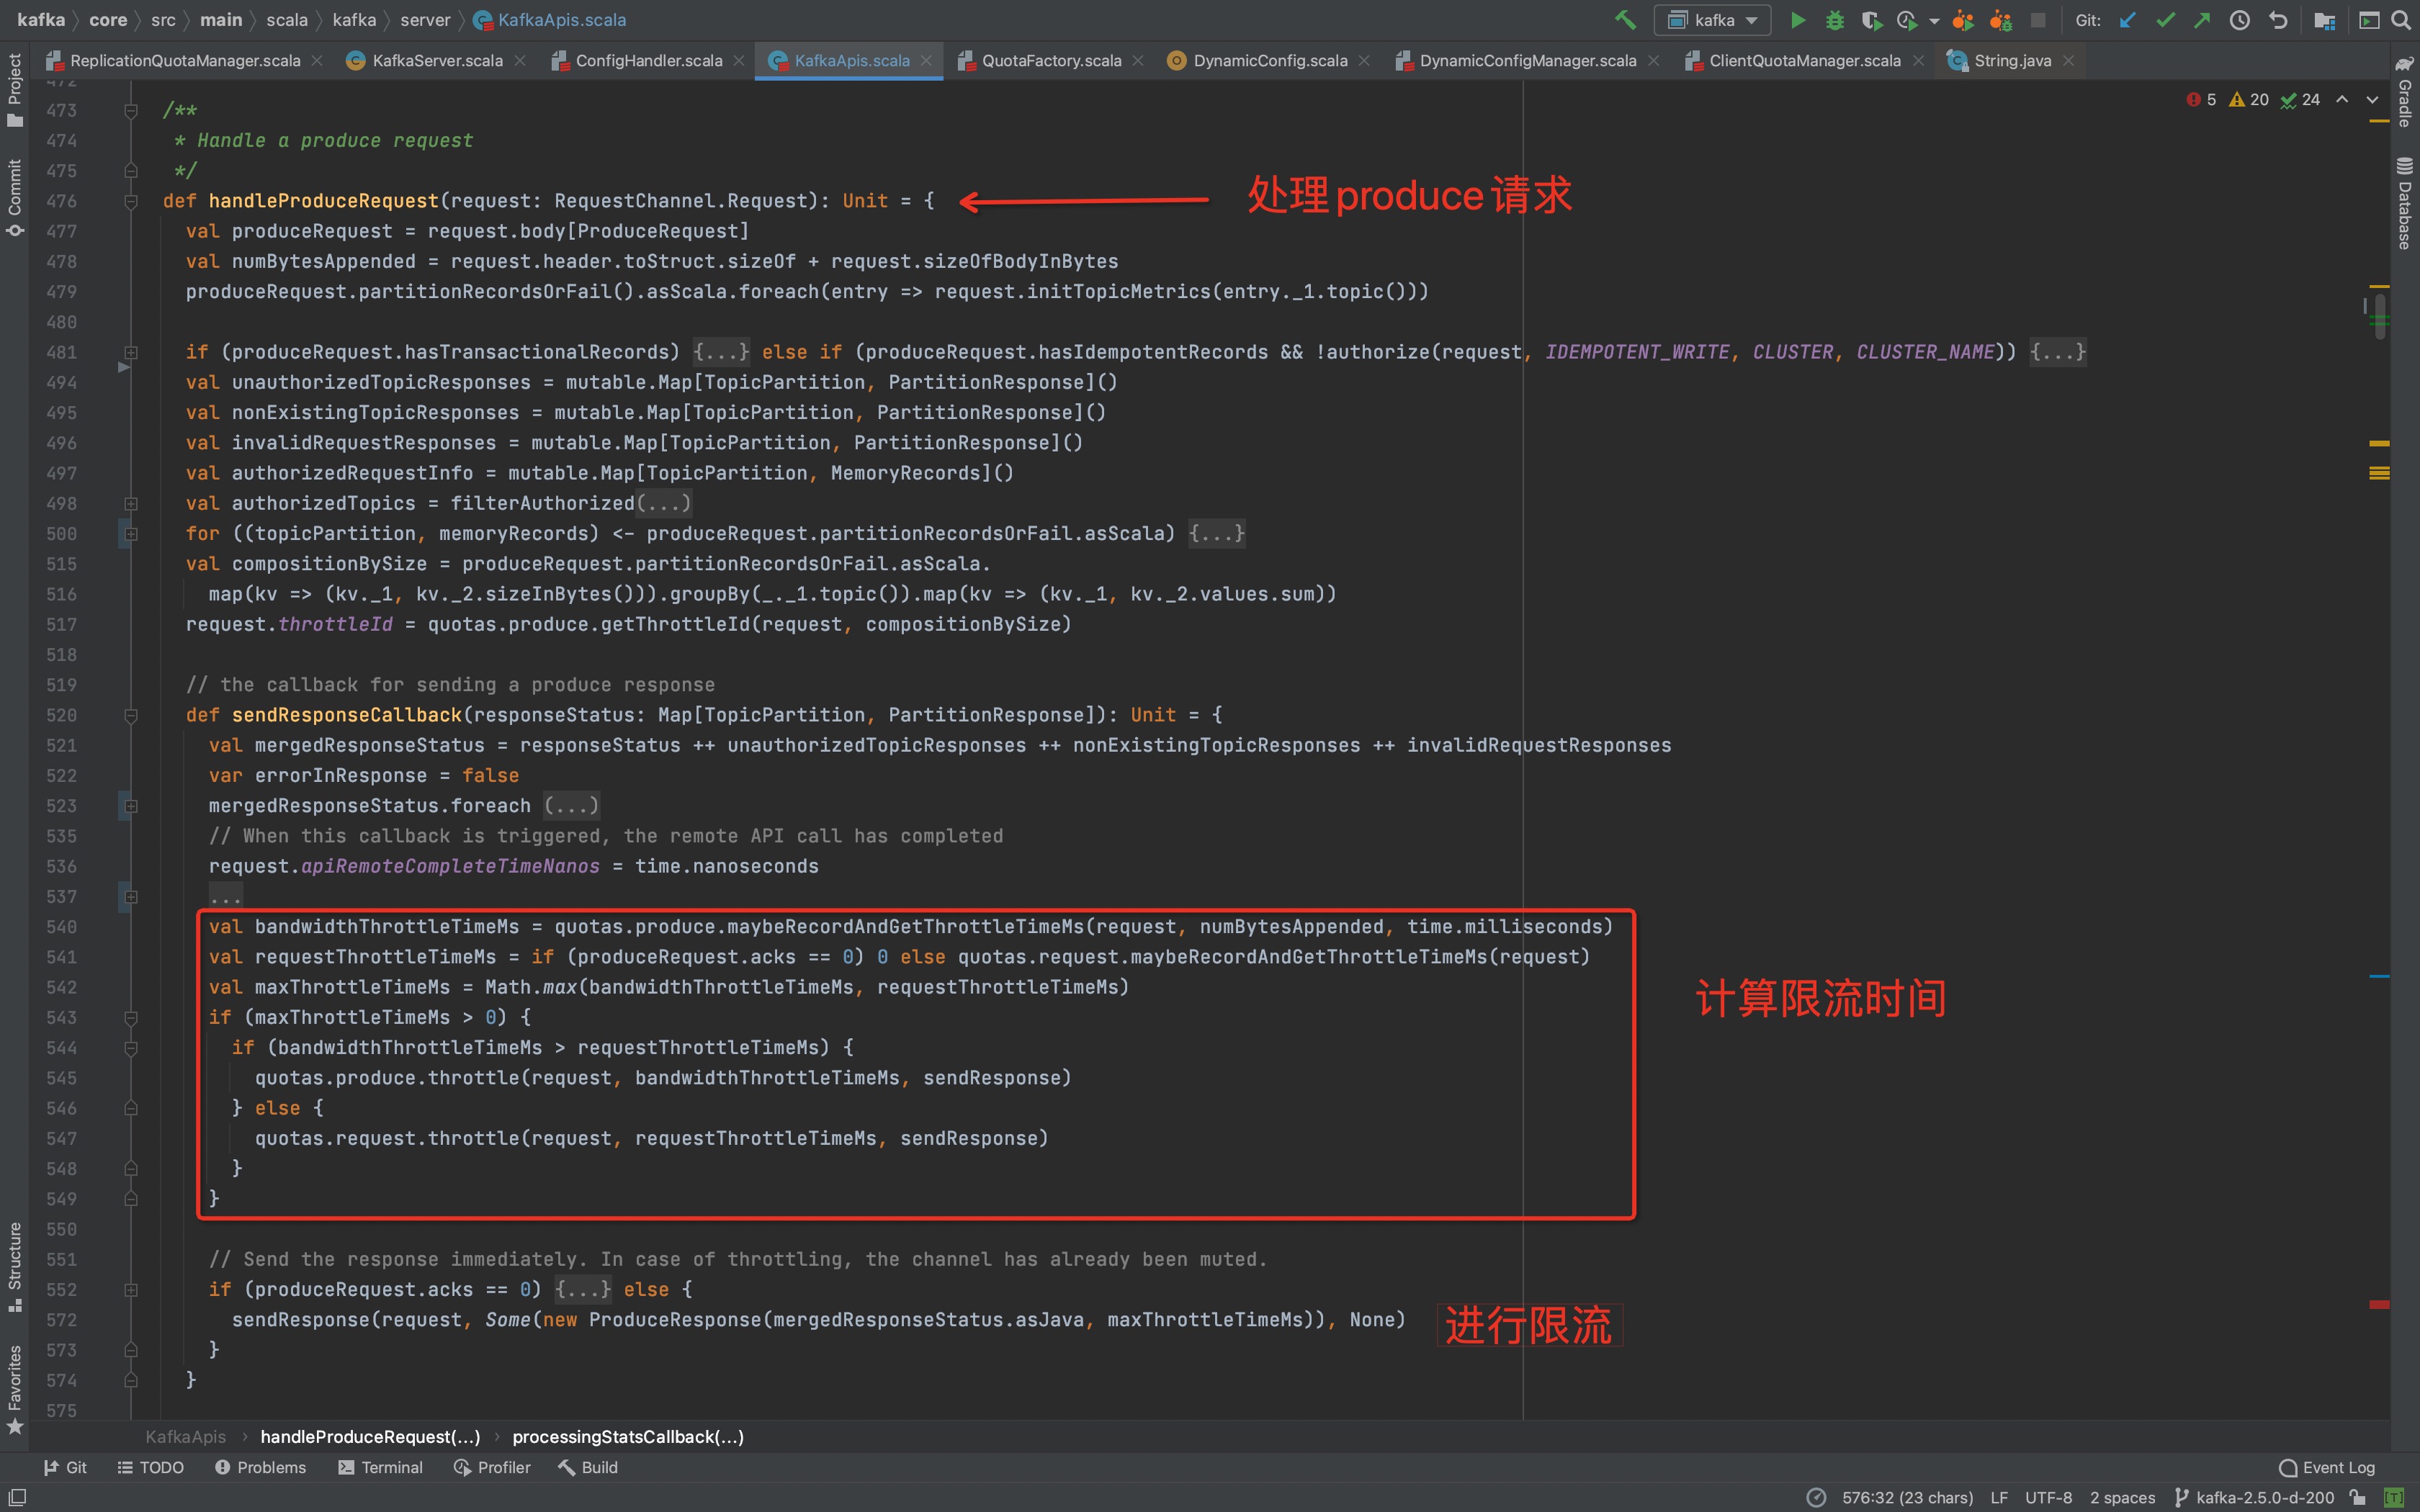 kafka › core › src › main › scala › kafka › server › KafkaApis.scala
kafka
Git:
ReplicationQuotaManager.scala
KafkaServer.scala
ConfigHandler.scala
KafkaApis.scala
QuotaFactory.scala
DynamicConfig.scala
DynamicConfigManager.scala
ClientQuotaManager.scala
String.java
Project
Commit
Structure
Favorites
Gradle
Database
5 20 24
472
473 /**
474 * Handle a produce request
475 */
476 def handleProduceRequest(request: RequestChannel.Request): Unit = {
处理produce请求
477 val produceRequest = request.body[ProduceRequest]
478 val numBytesAppended = request.header.toStruct.sizeOf + request.sizeOfBodyInBytes
479 produceRequest.partitionRecordsOrFail().asScala.foreach(entry => request.initTopicMetrics(entry._1.topic()))
480
481 if (produceRequest.hasTransactionalRecords) {...} else if (produceRequest.hasIdempotentRecords && !authorize(request, IDEMPOTENT_WRITE, CLUSTER, CLUSTER_NAME)) {...}
494 val unauthorizedTopicResponses = mutable.Map[TopicPartition, PartitionResponse]()
495 val nonExistingTopicResponses = mutable.Map[TopicPartition, PartitionResponse]()
496 val invalidRequestResponses = mutable.Map[TopicPartition, PartitionResponse]()
497 val authorizedRequestInfo = mutable.Map[TopicPartition, MemoryRecords]()
498 val authorizedTopics = filterAuthorized(...)
500 for ((topicPartition, memoryRecords) <- produceRequest.partitionRecordsOrFail.asScala) {...}
515 val compositionBySize = produceRequest.partitionRecordsOrFail.asScala.
516 map(kv => (kv._1, kv._2.sizeInBytes())).groupBy(_._1.topic()).map(kv => (kv._1, kv._2.values.sum))
517 request.throttleId = quotas.produce.getThrottleId(request, compositionBySize)
518
519 // the callback for sending a produce response
520 def sendResponseCallback(responseStatus: Map[TopicPartition, PartitionResponse]): Unit = {
521 val mergedResponseStatus = responseStatus ++ unauthorizedTopicResponses ++ nonExistingTopicResponses ++ invalidRequestResponses
522 var errorInResponse = false
523 mergedResponseStatus.foreach (...)
535 // When this callback is triggered, the remote API call has completed
536 request.apiRemoteCompleteTimeNanos = time.nanoseconds
537 ...
540 val bandwidthThrottleTimeMs = quotas.produce.maybeRecordAndGetThrottleTimeMs(request, numBytesAppended, time.milliseconds)
541 val requestThrottleTimeMs = if (produceRequest.acks == 0) 0 else quotas.request.maybeRecordAndGetThrottleTimeMs(request)
542 val maxThrottleTimeMs = Math.max(bandwidthThrottleTimeMs, requestThrottleTimeMs)
计算限流时间
543 if (maxThrottleTimeMs > 0) {
544 if (bandwidthThrottleTimeMs > requestThrottleTimeMs) {
545 quotas.produce.throttle(request, bandwidthThrottleTimeMs, sendResponse)
546 } else {
547 quotas.request.throttle(request, requestThrottleTimeMs, sendResponse)
548 }
549 }
550
551 // Send the response immediately. In case of throttling, the channel has already been muted.
552 if (produceRequest.acks == 0) {...} else {
572 sendResponse(request, Some(new ProduceResponse(mergedResponseStatus.asJava, maxThrottleTimeMs)), None)
进行限流
573 }
574 }
575
KafkaApis › handleProduceRequest(...) › processingStatsCallback(...)
Git TODO Problems Terminal Profiler Build Event Log
576:32 (23 chars) LF UTF-8 2 spaces kafka-2.5.0-d-200 [T]